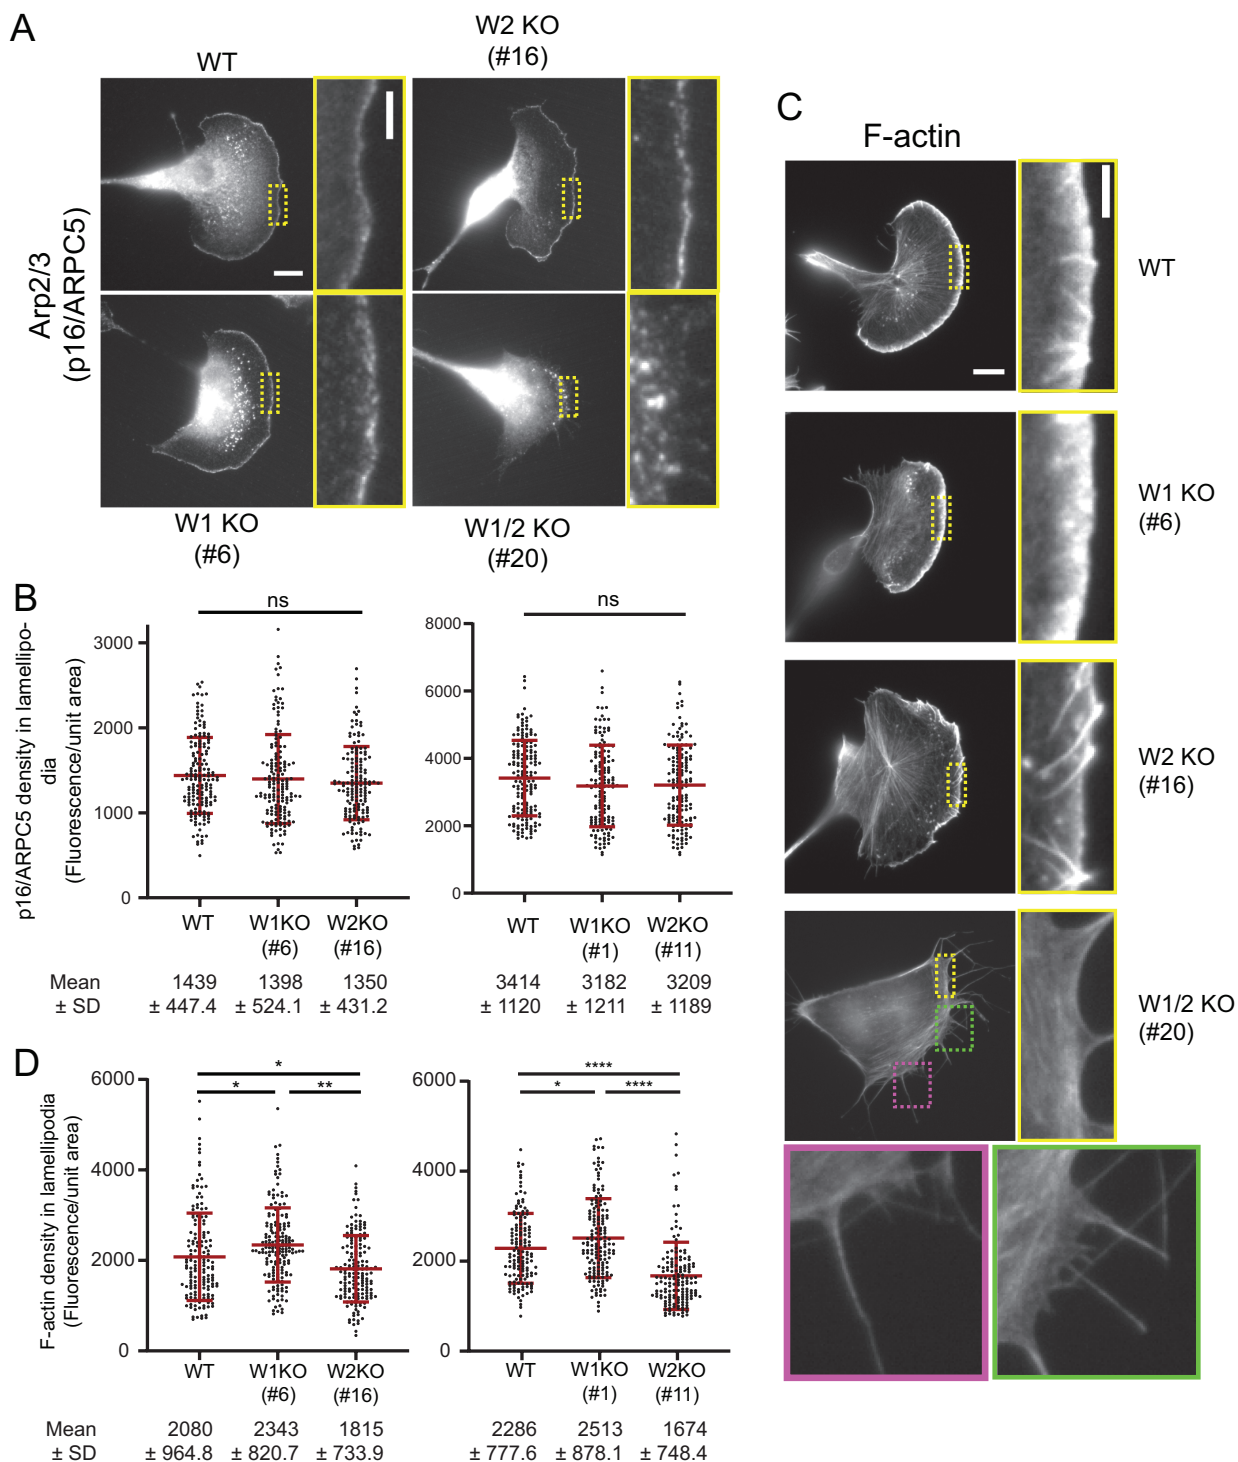 A
WT
W2 KO
(#16)
Arp2/3
(p16/ARPC5)
W1 KO
(#6)
W1/2 KO
(#20)
C
F-actin
WT
W1 KO
(#6)
W2 KO
(#16)
W1/2 KO
(#20)
B
p16/ARPC5 density in lamellipo-
dia
(Fluorescence/unit area)
ns
3000
2000
1000
0
WT
W1KO
(#6)
W2KO
(#16)
ns
8000
6000
4000
2000
0
WT
W1KO
(#1)
W2KO
(#11)
Mean 1439 1398 1350 3414 3182 3209
± SD ± 447.4 ± 524.1 ± 431.2 ± 1120 ± 1211 ± 1189
D
F-actin density in lamellipodia
(Fluorescence/unit area)
*
* **
6000
4000
2000
0
WT
W1KO
(#6)
W2KO
(#16)
****
* ****
6000
4000
2000
0
WT
W1KO
(#1)
W2KO
(#11)
Mean 2080 2343 1815 2286 2513 1674
± SD ± 964.8 ± 820.7 ± 733.9 ± 777.6 ± 878.1 ± 748.4